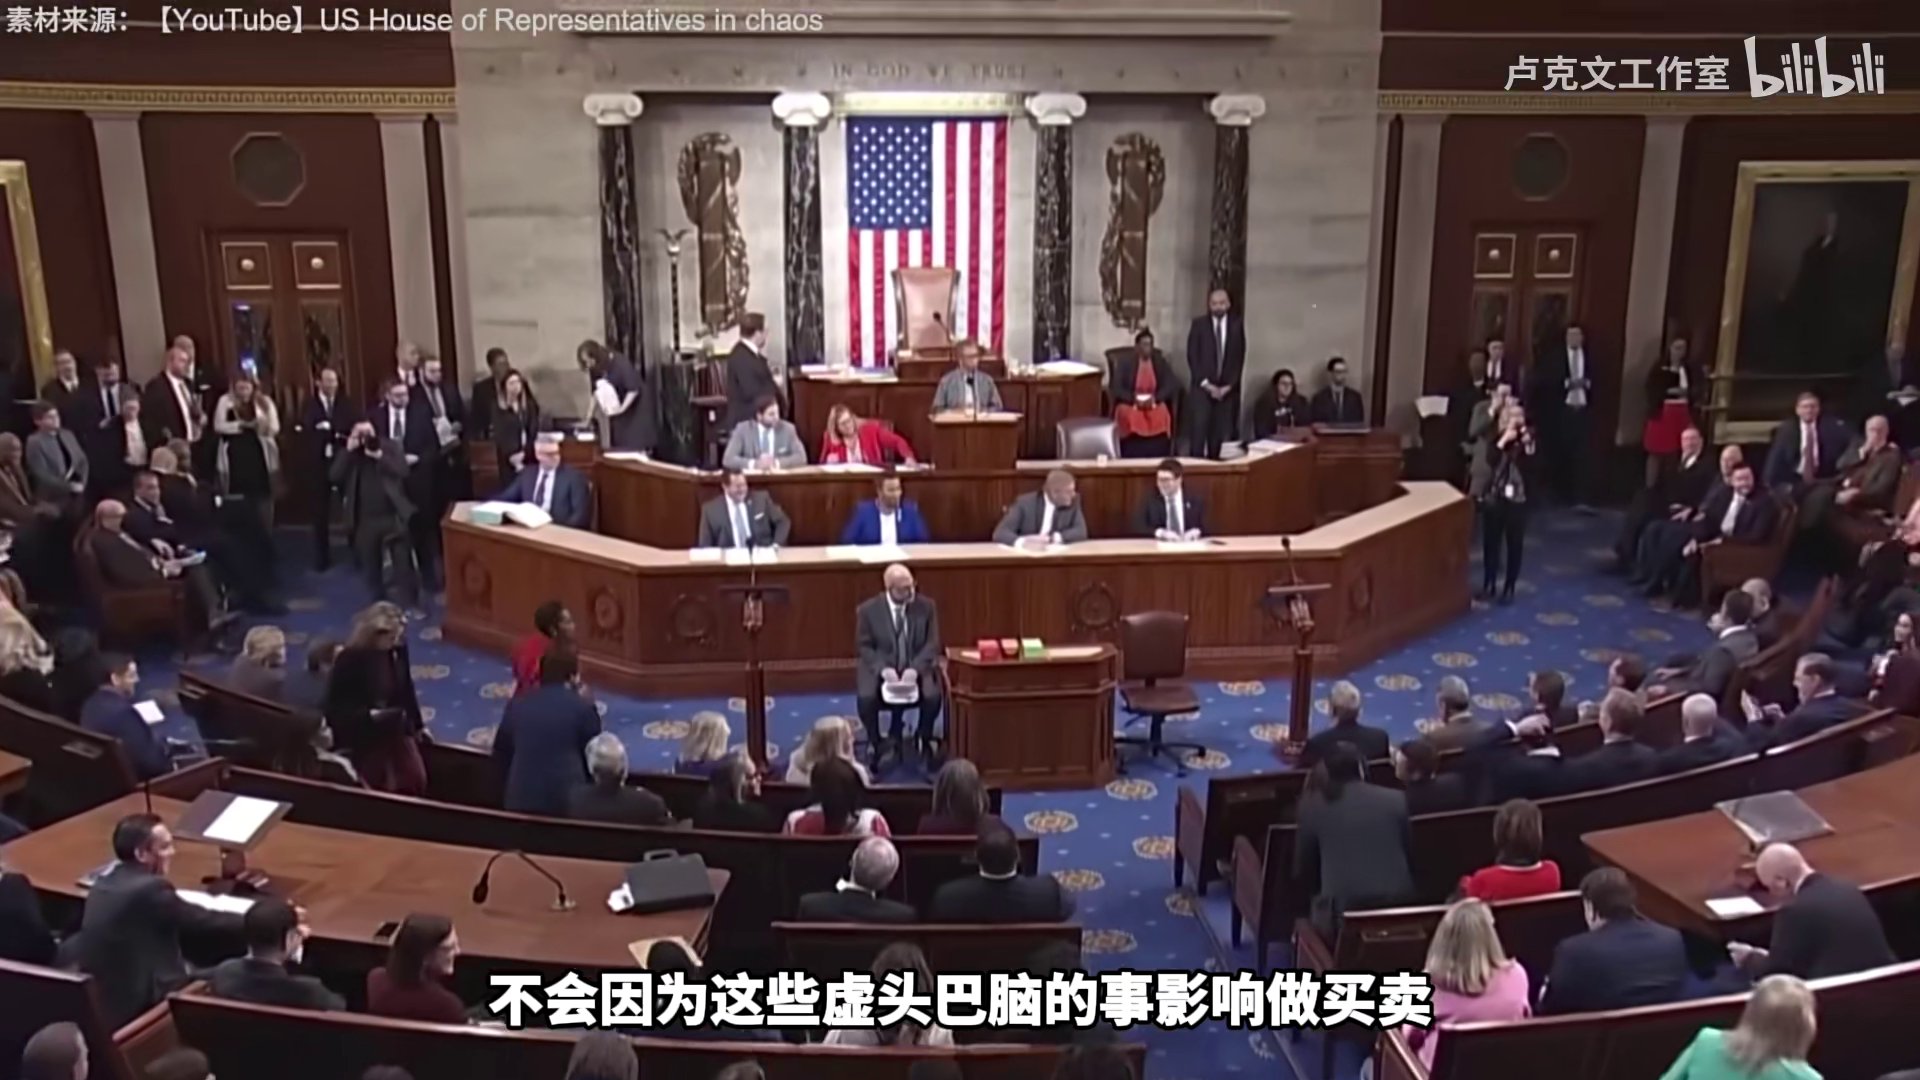 素材来源：【YouTube】US House of Representatives in chaos
卢克文工作室 bilibili
IN GOD WE TRUST
不会因为这些虚头巴脑的事影响做买卖